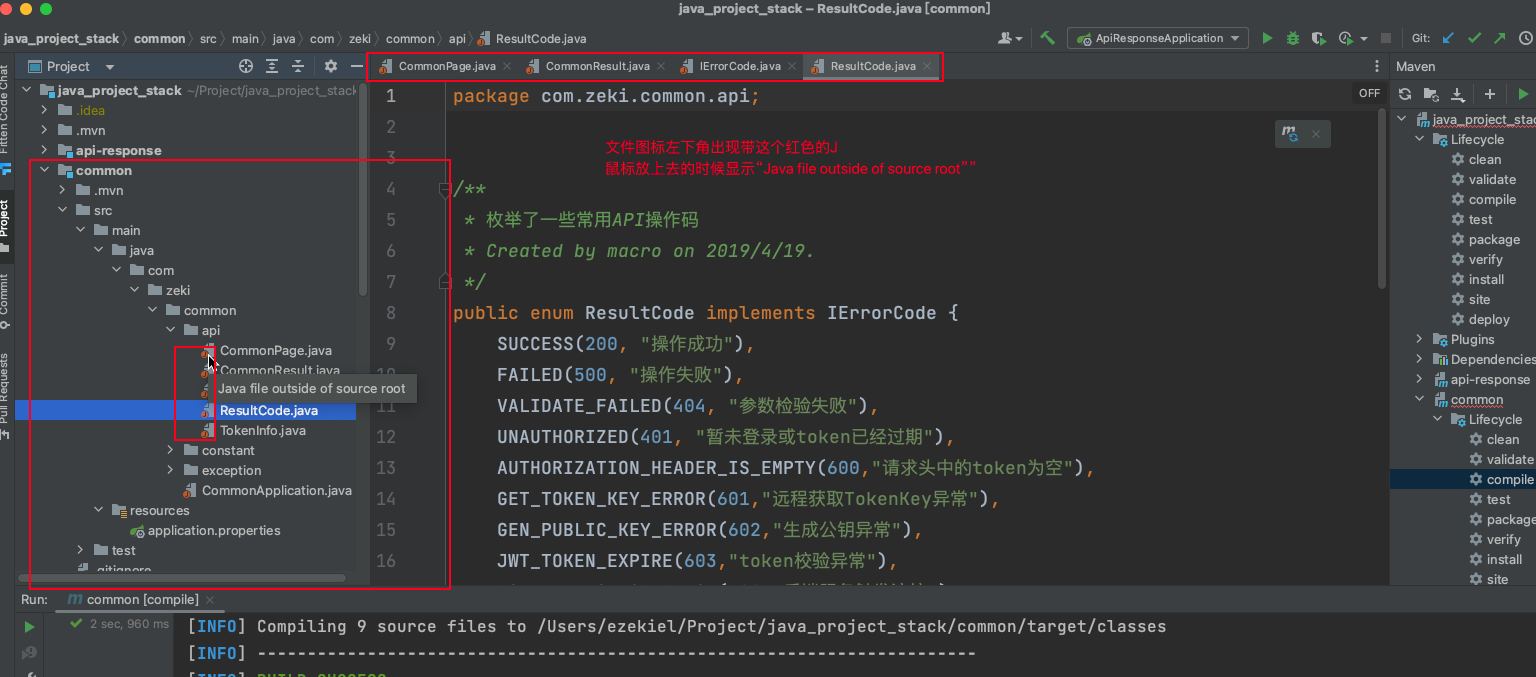 java_project_stack – ResultCode.java [common]
java_project_stack common src main java com zeki common api ResultCode.java
ApiResponseApplication Git:
Project
CommonPage.java CommonResult.java IErrorCode.java ResultCode.java
Maven
Fitten Code Chat
Project
Commit
Pull Requests
java_project_stack ~/Project/java_project_stack
.idea
.mvn
api-response
common
.mvn
src
main
java
com
zeki
common
api
CommonPage.java
CommonResult.java
Java file outside of source root
ResultCode.java
TokenInfo.java
constant
exception
CommonApplication.java
resources
application.properties
test
.gitignore
OFF
1 package com.zeki.common.api;
2
3
文件图标左下角出现带这个红色的J
鼠标放上去的时候显示“Java file outside of source root””
4 /**
5 * 枚举了一些常用API操作码
6 * Created by macro on 2019/4/19.
7 */
8 public enum ResultCode implements IErrorCode {
9 SUCCESS(200, "操作成功"),
10 FAILED(500, "操作失败"),
11 VALIDATE_FAILED(404, "参数检验失败"),
12 UNAUTHORIZED(401, "暂未登录或token已经过期"),
13 AUTHORIZATION_HEADER_IS_EMPTY(600,"请求头中的token为空"),
14 GET_TOKEN_KEY_ERROR(601,"远程获取TokenKey异常"),
15 GEN_PUBLIC_KEY_ERROR(602,"生成公钥异常"),
16 JWT_TOKEN_EXPIRE(603,"token校验异常"),
java_project_stac
Lifecycle
clean
validate
compile
test
package
verify
install
site
deploy
Plugins
Dependencies
api-response
common
Lifecycle
clean
validate
compile
test
package
verify
install
site
Run: common [compile]
2 sec, 960 ms
[INFO] Compiling 9 source files to /Users/ezekiel/Project/java_project_stack/common/target/classes
[INFO] ------------------------------------------------------------------------
[INFO] BUILD SUCCESS